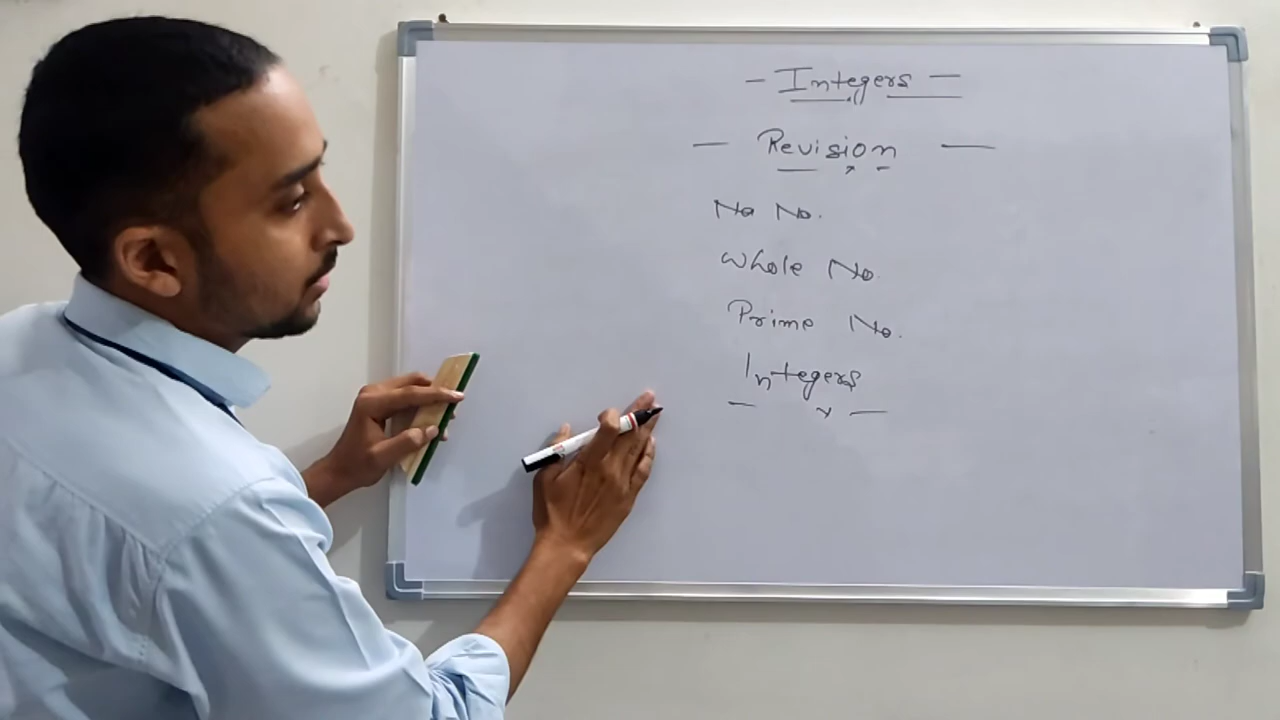 - Integers -
- Revision -
Na No.
Whole No.
Prime No.
Integers